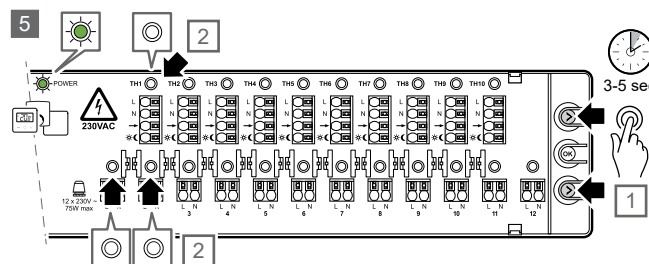 5
2
POWER
TH1 TH2 TH3 TH4 TH5 TH6 TH7 TH8 TH9 TH10
3-5 sec
L
N
230VAC
OK
12 x 230V ~
75W max
L N L N L N L N L N L N L N L N L N
3 4 5 6 7 8 9 10 11 12
1
2